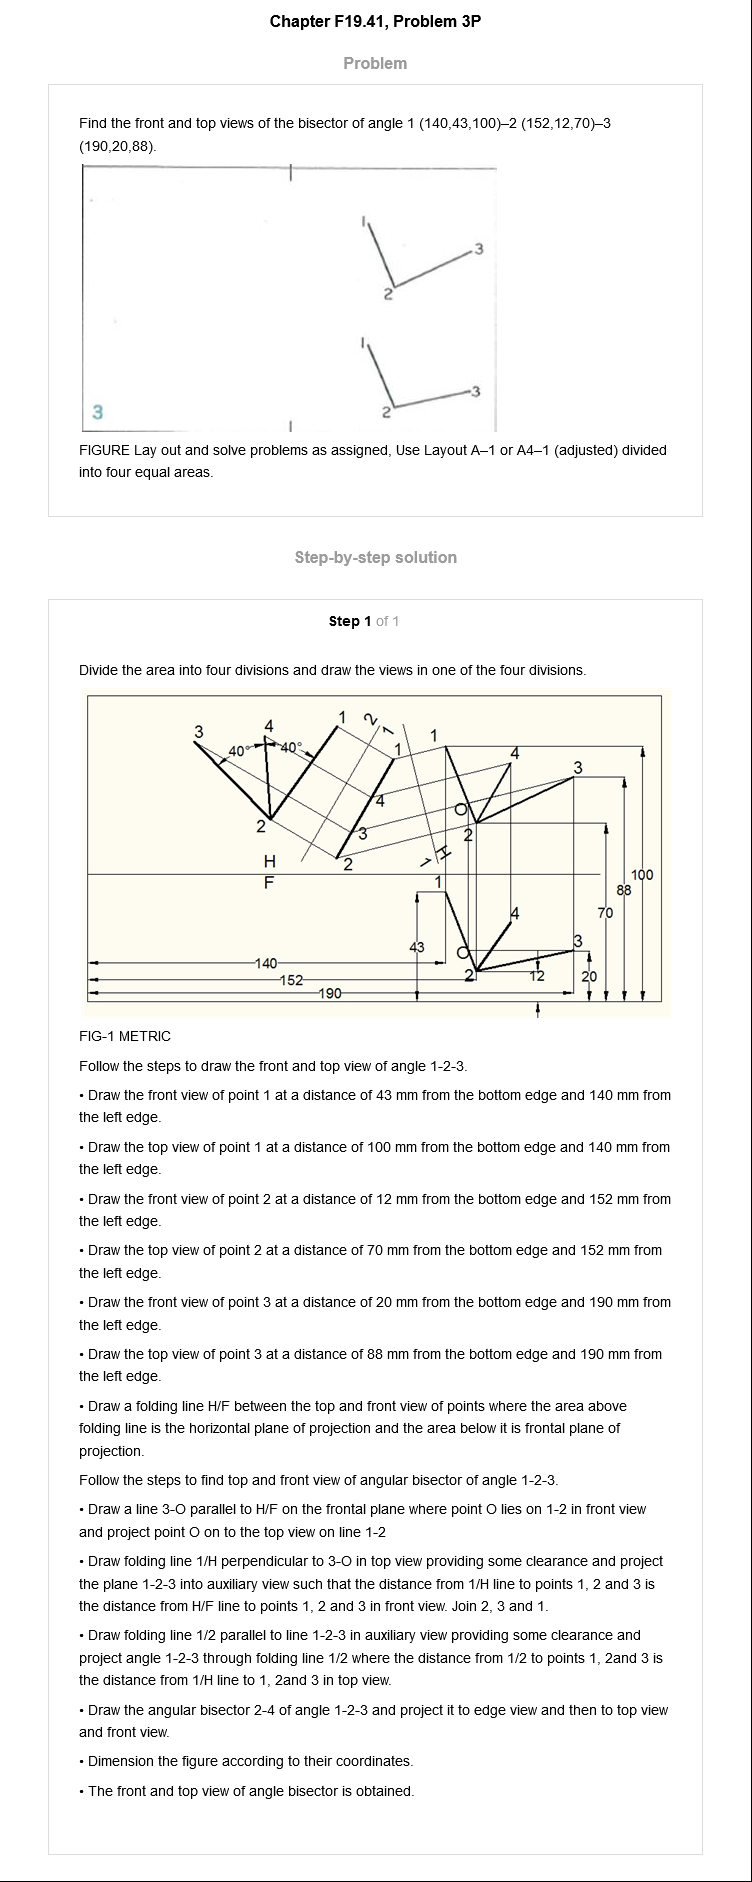 Chapter F19.41, Problem 3P
Problem
Find the front and top views of the bisector of angle 1 (140,43,100)–2 (152,12,70)–3
(190,20,88).
1
3
2
1
3
2
3
FIGURE Lay out and solve problems as assigned, Use Layout A–1 or A4–1 (adjusted) divided
into four equal areas.
Step-by-step solution
Step 1 of 1
Divide the area into four divisions and draw the views in one of the four divisions.
3
4
1
2
1
1
1
4
3
40°
40°
4
O
2
3
2
2
H
F
1
H
1
100
88
70
4
3
43
O
140
2
12
20
152
190
FIG-1 METRIC
Follow the steps to draw the front and top view of angle 1-2-3.
• Draw the front view of point 1 at a distance of 43 mm from the bottom edge and 140 mm from
the left edge.
• Draw the top view of point 1 at a distance of 100 mm from the bottom edge and 140 mm from
the left edge.
• Draw the front view of point 2 at a distance of 12 mm from the bottom edge and 152 mm from
the left edge.
• Draw the top view of point 2 at a distance of 70 mm from the bottom edge and 152 mm from
the left edge.
• Draw the front view of point 3 at a distance of 20 mm from the bottom edge and 190 mm from
the left edge.
• Draw the top view of point 3 at a distance of 88 mm from the bottom edge and 190 mm from
the left edge.
• Draw a folding line H/F between the top and front view of points where the area above
folding line is the horizontal plane of projection and the area below it is frontal plane of
projection.
Follow the steps to find top and front view of angular bisector of angle 1-2-3.
• Draw a line 3-O parallel to H/F on the frontal plane where point O lies on 1-2 in front view
and project point O on to the top view on line 1-2
• Draw folding line 1/H perpendicular to 3-O in top view providing some clearance and project
the plane 1-2-3 into auxiliary view such that the distance from 1/H line to points 1, 2 and 3 is
the distance from H/F line to points 1, 2 and 3 in front view. Join 2, 3 and 1.
• Draw folding line 1/2 parallel to line 1-2-3 in auxiliary view providing some clearance and
project angle 1-2-3 through folding line 1/2 where the distance from 1/2 to points 1, 2and 3 is
the distance from 1/H line to 1, 2and 3 in top view.
• Draw the angular bisector 2-4 of angle 1-2-3 and project it to edge view and then to top view
and front view.
• Dimension the figure according to their coordinates.
• The front and top view of angle bisector is obtained.